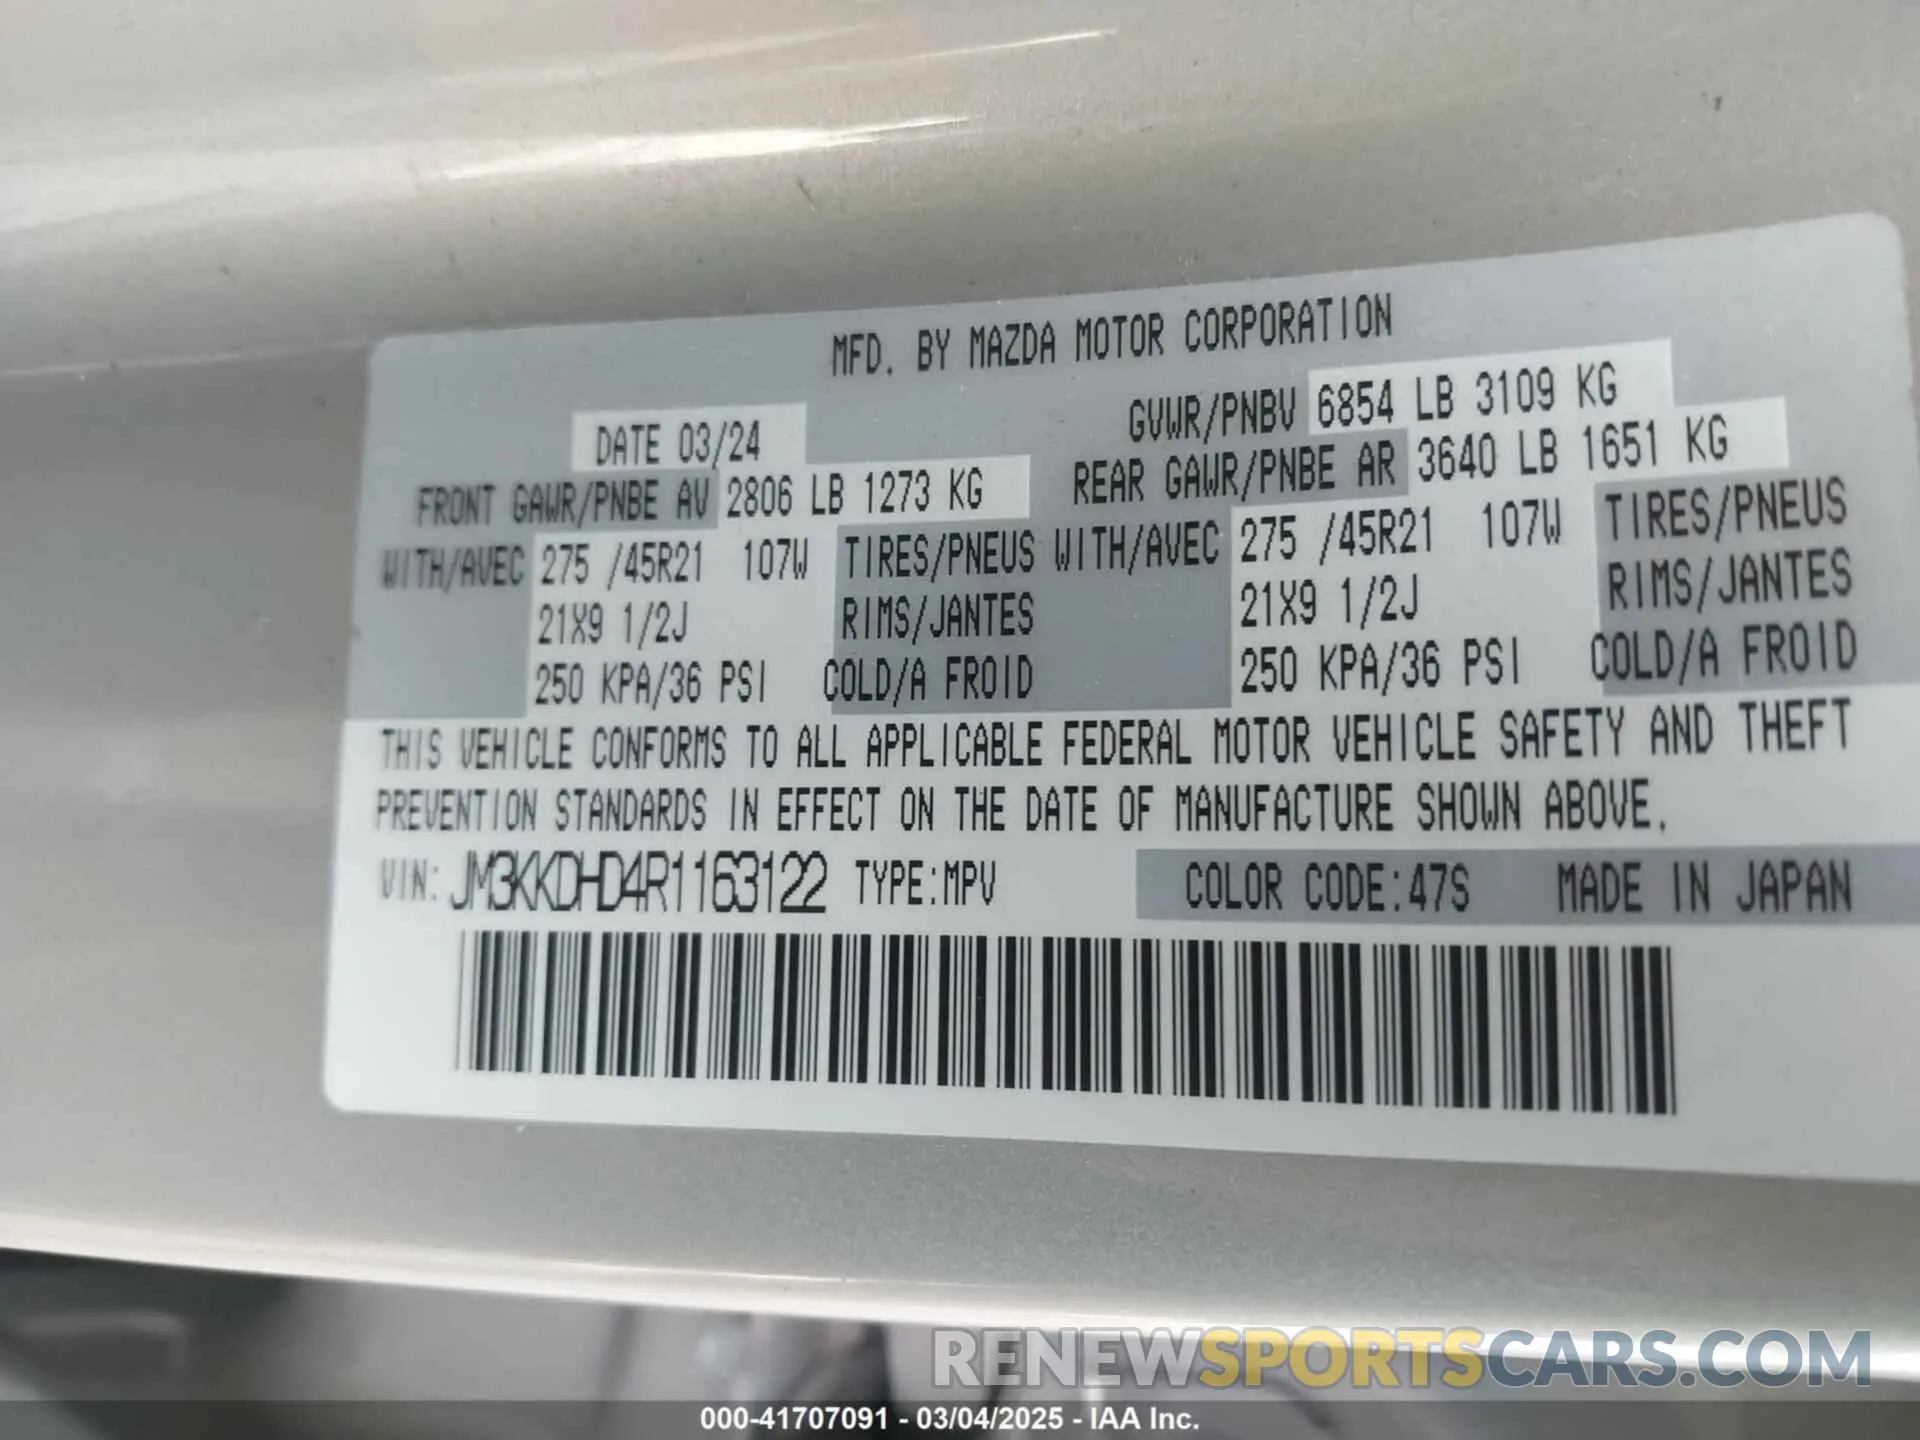 MFD. BY MAZDA MOTOR CORPORATION
DATE 03/24 GVWR/PNBV 6854 LB 3109 KG
FRONT GAWR/PNBE AV 2806 LB 1273 KG REAR GAWR/PNBE AR 3640 LB 1651 KG
WITH/AVEC 275 /45R21 107W TIRES/PNEUS WITH/AVEC 275 /45R21 107W TIRES/PNEUS
21X9 1/2J RIMS/JANTES 21X9 1/2J RIMS/JANTES
250 KPA/36 PSI COLD/A FROID 250 KPA/36 PSI COLD/A FROID
THIS VEHICLE CONFORMS TO ALL APPLICABLE FEDERAL MOTOR VEHICLE SAFETY AND THEFT
PREVENTION STANDARDS IN EFFECT ON THE DATE OF MANUFACTURE SHOWN ABOVE.
VIN: JM3KKDHD4R1163122 TYPE:MPV COLOR CODE:47S MADE IN JAPAN
RENEWSPORTSCARS.COM
000-41707091 - 03/04/2025 - IAA Inc.